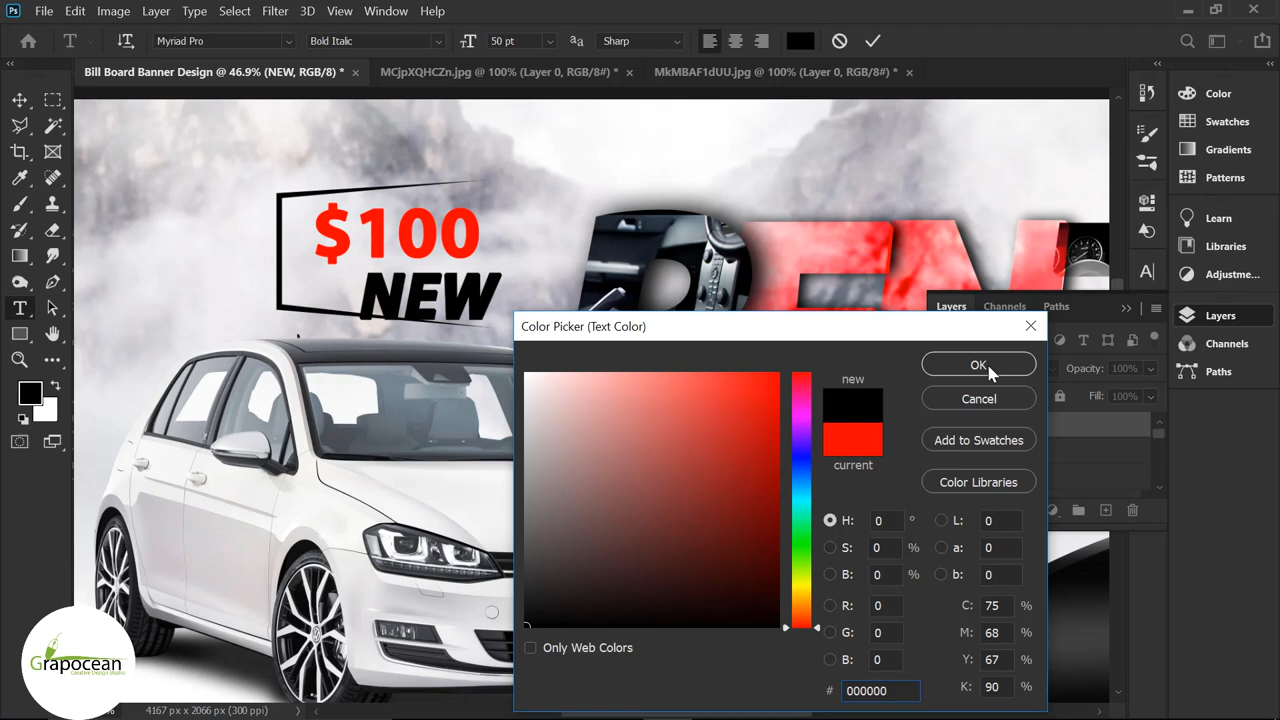 Ps File Edit Image Layer Type Select Filter 3D View Window Help
T Myriad Pro Bold Italic 50 pt Sharp
Bill Board Banner Design @ 46.9% (NEW, RGB/8) * × MCjpXQHCZn.jpg @ 100% (Layer 0, RGB/8#) * × MkMBAF1dUU.jpg @ 100% (Layer 0, RGB/8#) * ×
Color
Swatches
Gradients
Patterns
Learn
Libraries
Adjustme...
Layers
Channels
Paths
$100
NEW
REN
Layers Channels Paths
Opacity: 100%
Fill: 100%
Color Picker (Text Color)
new
current
OK
Cancel
Add to Swatches
Color Libraries
H: 0 °
S: 0 %
B: 0 %
R: 0
G: 0
B: 0
# 000000
L: 0
a: 0
b: 0
C: 75 %
M: 68 %
Y: 67 %
K: 90 %
Only Web Colors
Grapocean
Creative Design Studio
4167 px x 2066 px (300 ppi)